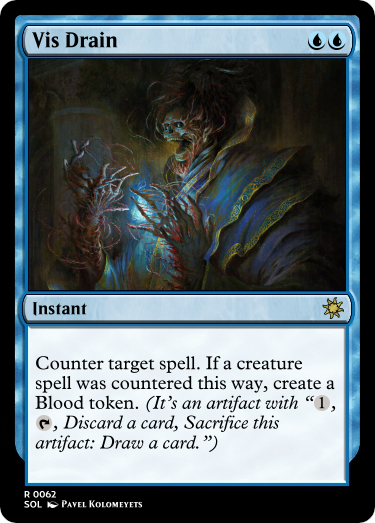 Vis Drain
Instant
Counter target spell. If a creature
spell was countered this way, create a
Blood token. (It's an artifact with “1,
, Discard a card, Sacrifice this
artifact: Draw a card.”)
R 0062
SOL Pavel Kolomeyets